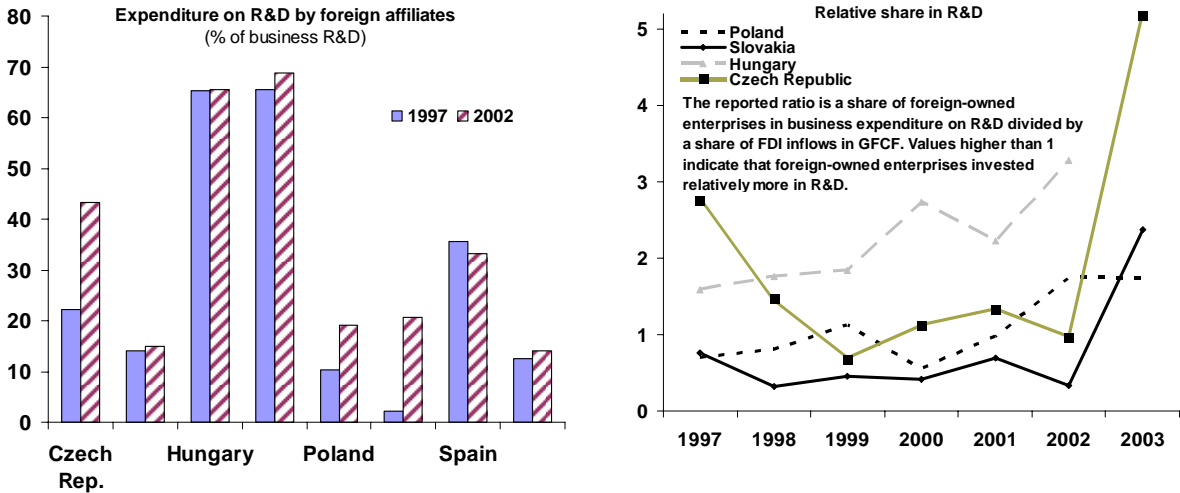 Expenditure on R&D by foreign affiliates
(% of business R&D)
80
70
60
50
40
30
20
10
0
1997
2002
Czech Rep.
Hungary
Poland
Spain
Relative share in R&D
Poland
Slovakia
Hungary
Czech Republic
The reported ratio is a share of foreign-owned
enterprises in business expenditure on R&D divided by
a share of FDI inflows in GFCF. Values higher than 1
indicate that foreign-owned enterprises invested
relatively more in R&D.
5
4
3
2
1
0
1997
1998
1999
2000
2001
2002
2003